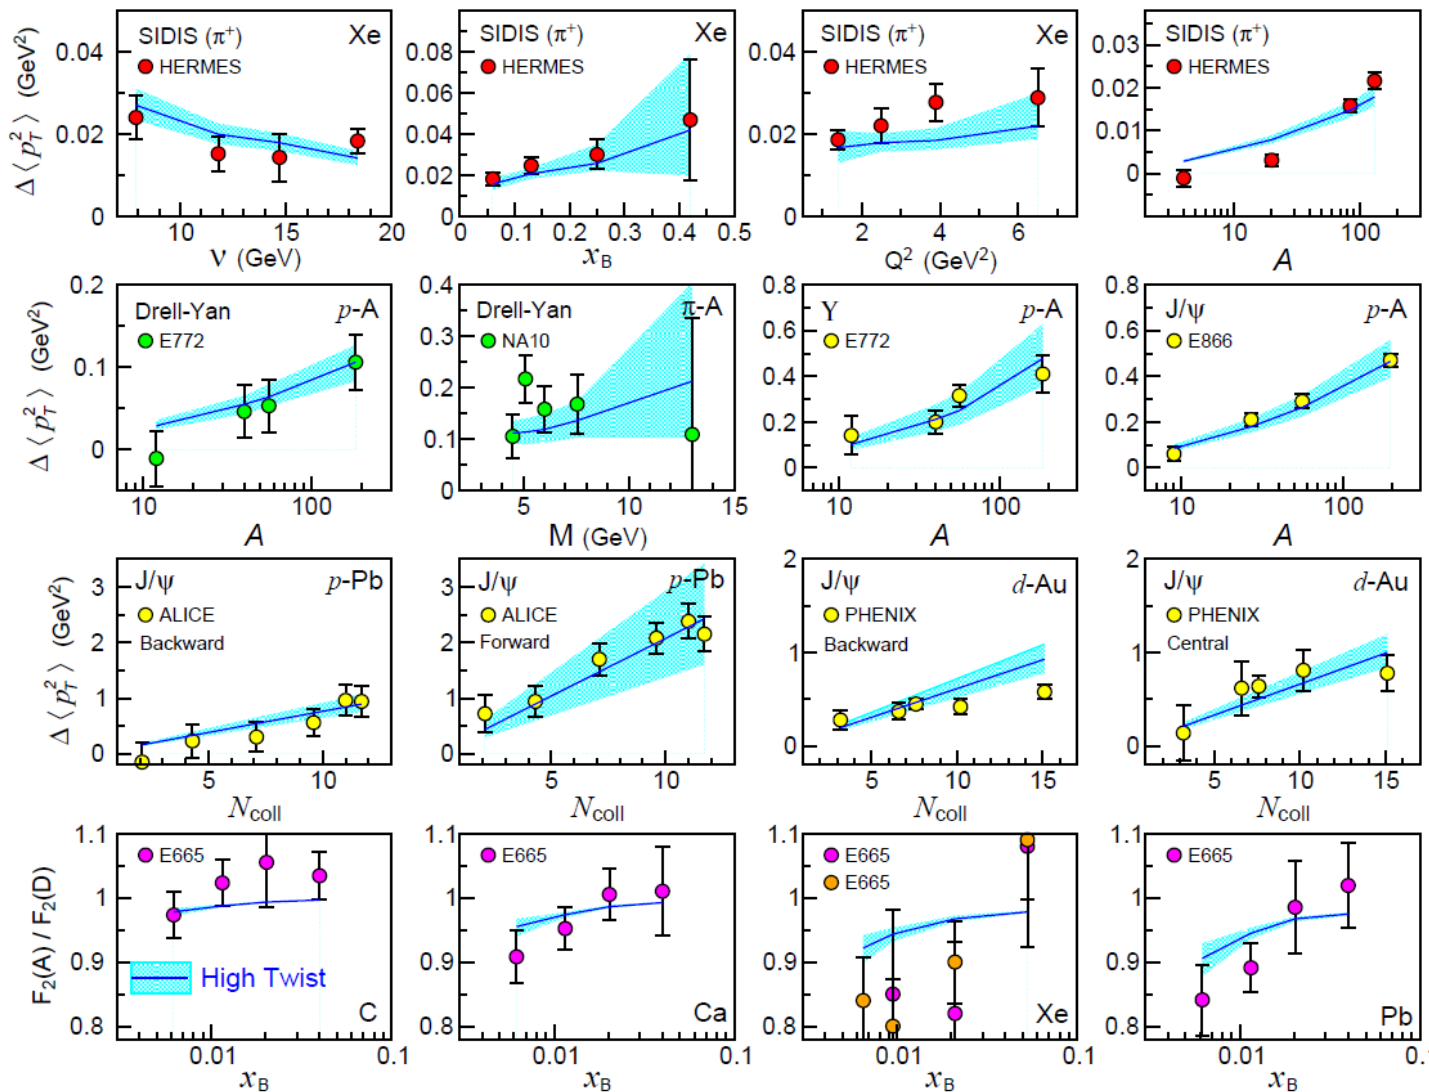 Δ⟨p_T^2⟩ (GeV²)
SIDIS (π⁺) Xe
HERMES
0.04
0.02
0
10 15 20
ν (GeV)
SIDIS (π⁺) Xe
HERMES
0.08
0.06
0.04
0.02
0
0 0.1 0.2 0.3 0.4 0.5
x_B
SIDIS (π⁺) Xe
HERMES
0.04
0.02
0
2 4 6
Q² (GeV²)
SIDIS (π⁺)
HERMES
0.03
0.02
0.01
0
10 100
A
Δ⟨p_T^2⟩ (GeV²)
Drell-Yan p-A
E772
0.2
0.1
0
10 100
A
Drell-Yan π-A
NA10
0.4
0.3
0.2
0.1
0
5 10 15
M (GeV)
Υ p-A
E772
0.8
0.6
0.4
0.2
0
10 100
A
J/ψ p-A
E866
0.8
0.6
0.4
0.2
0
10 100
A
Δ⟨p_T^2⟩ (GeV²)
J/ψ p-Pb
ALICE
Backward
3
2
1
0
5 10
N_coll
J/ψ p-Pb
ALICE
Forward
3
2
1
0
5 10
N_coll
J/ψ d-Au
PHENIX
Backward
2
1
0
5 10 15
N_coll
J/ψ d-Au
PHENIX
Central
2
1
0
5 10 15
N_coll
F₂(A) / F₂(D)
E665
1.1
1
0.9
0.8
High Twist
C
0.01 0.1
x_B
E665
1.1
1
0.9
0.8
Ca
0.01 0.1
x_B
E665
E665
1.1
1
0.9
0.8
Xe
0.01 0.1
x_B
E665
1.1
1
0.9
0.8
Pb
0.01 0.1
x_B